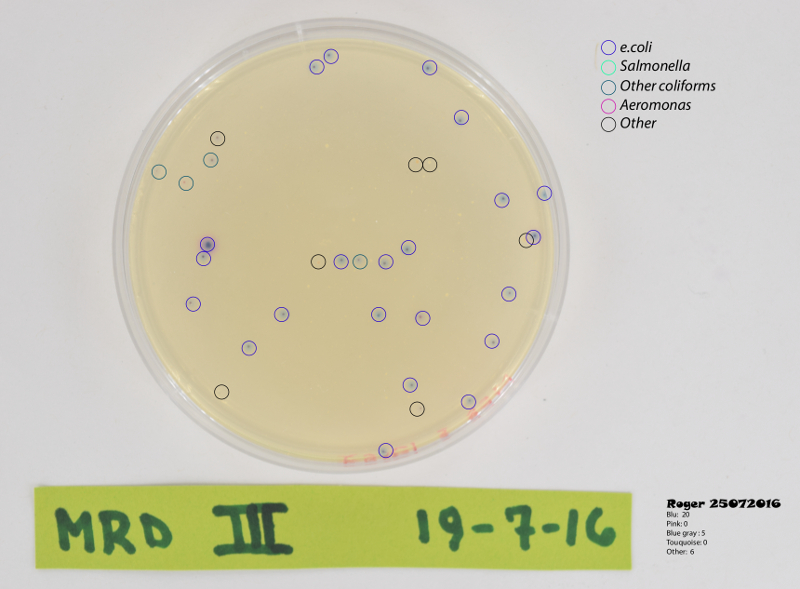 e.coli
Salmonella
Other coliforms
Aeromonas
Other
MRD III 19-7-16
Roger 25072016
Blu: 20
Pink: 0
Blue gray : 5
Touquoise: 0
Other: 6